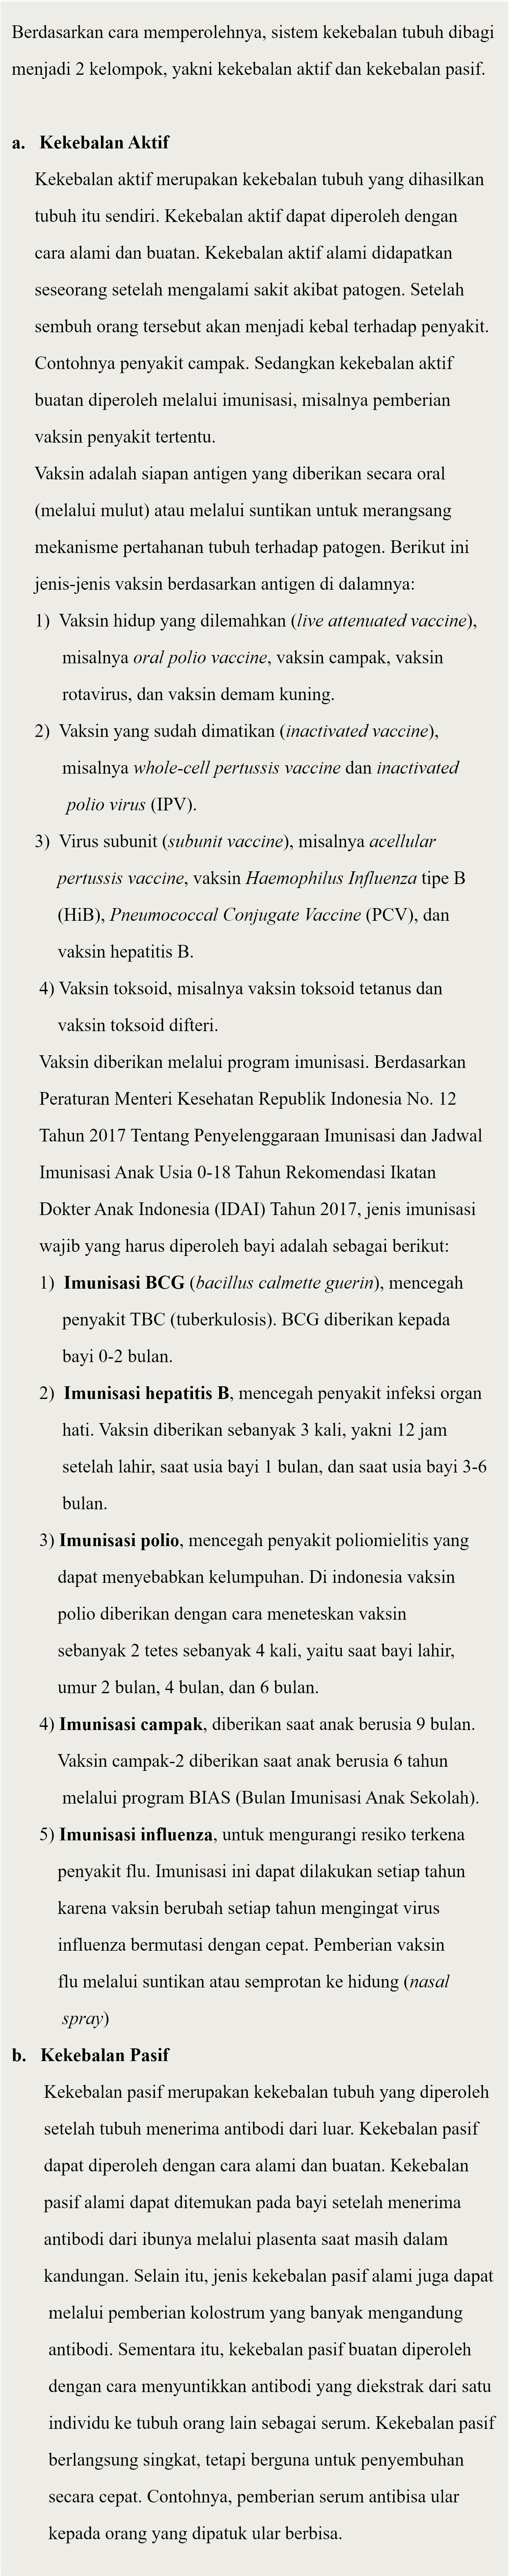 Berdasarkan cara memperolehnya, sistem kekebalan tubuh dibagi
menjadi 2 kelompok, yakni kekebalan aktif dan kekebalan pasif.
a. Kekebalan Aktif
Kekebalan aktif merupakan kekebalan tubuh yang dihasilkan
tubuh itu sendiri. Kekebalan aktif dapat diperoleh dengan
cara alami dan buatan. Kekebalan aktif alami didapatkan
seseorang setelah mengalami sakit akibat patogen. Setelah
sembuh orang tersebut akan menjadi kebal terhadap penyakit.
Contohnya penyakit campak. Sedangkan kekebalan aktif
buatan diperoleh melalui imunisasi, misalnya pemberian
vaksin penyakit tertentu.
Vaksin adalah siapan antigen yang diberikan secara oral
(melalui mulut) atau melalui suntikan untuk merangsang
mekanisme pertahanan tubuh terhadap patogen. Berikut ini
jenis-jenis vaksin berdasarkan antigen di dalamnya:
1) Vaksin hidup yang dilemahkan (live attenuated vaccine),
misalnya oral polio vaccine, vaksin campak, vaksin
rotavirus, dan vaksin demam kuning.
2) Vaksin yang sudah dimatikan (inactivated vaccine),
misalnya whole-cell pertussis vaccine dan inactivated
polio virus (IPV).
3) Virus subunit (subunit vaccine), misalnya acellular
pertussis vaccine, vaksin Haemophilus Influenza tipe B
(HiB), Pneumococcal Conjugate Vaccine (PCV), dan
vaksin hepatitis B.
4) Vaksin toksoid, misalnya vaksin toksoid tetanus dan
vaksin toksoid difteri.
Vaksin diberikan melalui program imunisasi. Berdasarkan
Peraturan Menteri Kesehatan Republik Indonesia No. 12
Tahun 2017 Tentang Penyelenggaraan Imunisasi dan Jadwal
Imunisasi Anak Usia 0-18 Tahun Rekomendasi Ikatan
Dokter Anak Indonesia (IDAI) Tahun 2017, jenis imunisasi
wajib yang harus diperoleh bayi adalah sebagai berikut:
1) Imunisasi BCG (bacillus calmette guerin), mencegah
penyakit TBC (tuberkulosis). BCG diberikan kepada
bayi 0-2 bulan.
2) Imunisasi hepatitis B, mencegah penyakit infeksi organ
hati. Vaksin diberikan sebanyak 3 kali, yakni 12 jam
setelah lahir, saat usia bayi 1 bulan, dan saat usia bayi 3-6
bulan.
3) Imunisasi polio, mencegah penyakit poliomielitis yang
dapat menyebabkan kelumpuhan. Di indonesia vaksin
polio diberikan dengan cara meneteskan vaksin
sebanyak 2 tetes sebanyak 4 kali, yaitu saat bayi lahir,
umur 2 bulan, 4 bulan, dan 6 bulan.
4) Imunisasi campak, diberikan saat anak berusia 9 bulan.
Vaksin campak-2 diberikan saat anak berusia 6 tahun
melalui program BIAS (Bulan Imunisasi Anak Sekolah).
5) Imunisasi influenza, untuk mengurangi resiko terkena
penyakit flu. Imunisasi ini dapat dilakukan setiap tahun
karena vaksin berubah setiap tahun mengingat virus
influenza bermutasi dengan cepat. Pemberian vaksin
flu melalui suntikan atau semprotan ke hidung (nasal
spray)
b. Kekebalan Pasif
Kekebalan pasif merupakan kekebalan tubuh yang diperoleh
setelah tubuh menerima antibodi dari luar. Kekebalan pasif
dapat diperoleh dengan cara alami dan buatan. Kekebalan
pasif alami dapat ditemukan pada bayi setelah menerima
antibodi dari ibunya melalui plasenta saat masih dalam
kandungan. Selain itu, jenis kekebalan pasif alami juga dapat
melalui pemberian kolostrum yang banyak mengandung
antibodi. Sementara itu, kekebalan pasif buatan diperoleh
dengan cara menyuntikkan antibodi yang diekstrak dari satu
individu ke tubuh orang lain sebagai serum. Kekebalan pasif
berlangsung singkat, tetapi berguna untuk penyembuhan
secara cepat. Contohnya, pemberian serum antibisa ular
kepada orang yang dipatuk ular berbisa.